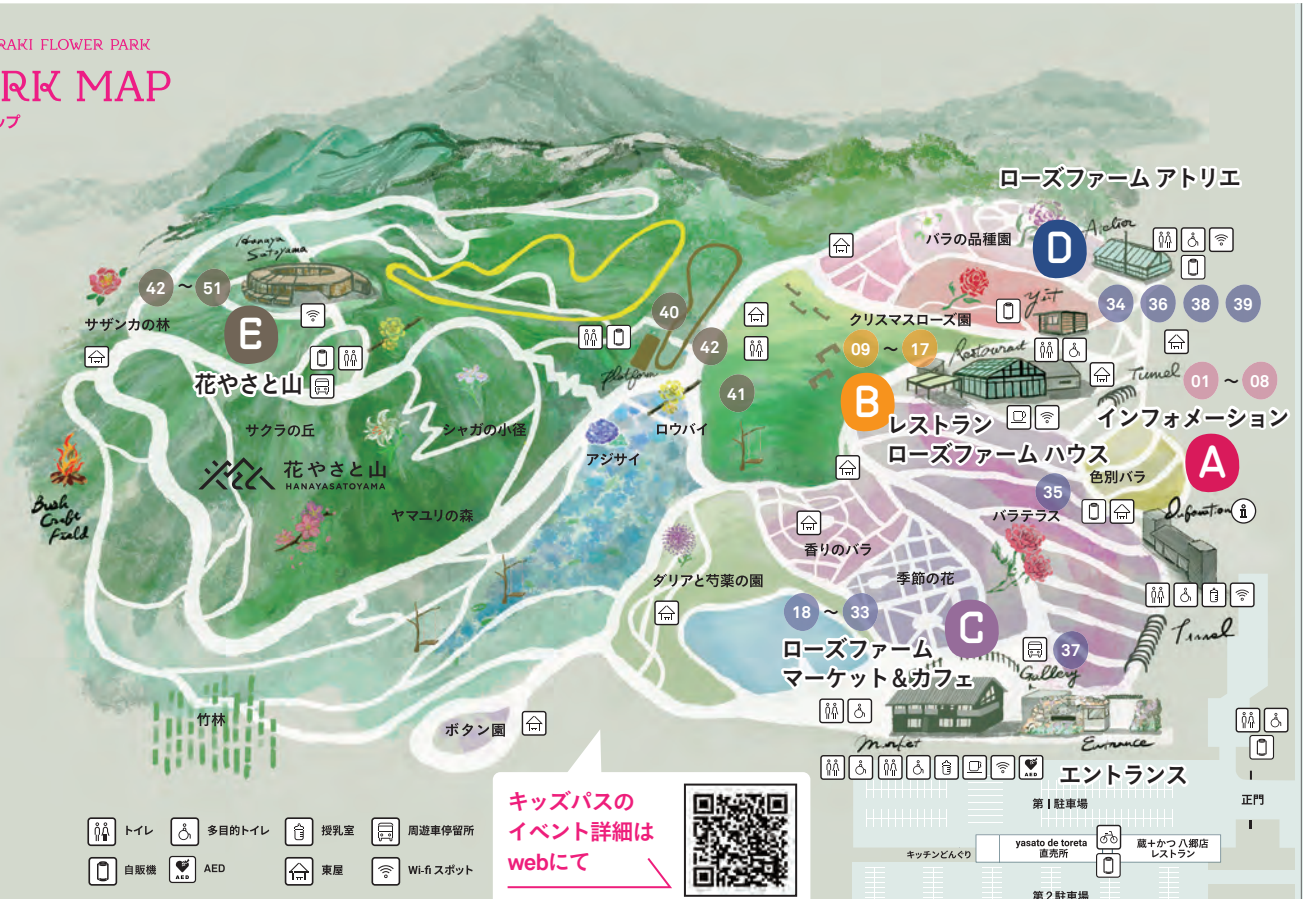 RAKI FLOWER PARK
RK MAP
ップ
ローズファーム アトリエ
Atelier
バラの品種園
D
Hanaya
Satoyama
42 ~ 51
サザンカの林
E
花やさと山
34 36 38 39
Yurt
クリスマスローズ園
40
42
09 ~ 17
Restaurant
Platform
41
B
レストラン
ローズファーム ハウス
Tunnel
01 ~ 08
インフォメーション
A
色別バラ
Information
サクラの丘
シャガの小径
ロウバイ
アジサイ
花やさと山
HANAYASATOYAMA
ヤマユリの森
Bush
Craft
Field
35
バラテラス
香りのバラ
季節の花
ダリアと芍薬の園
18 ~ 33
C
ローズファーム
マーケット&カフェ
37
Gallery
Tunnel
竹林
ボタン園
Market
Entrance
AED
エントランス
正門
第1駐車場
キッチンどんぐり
yasato de toreta
直売所
蔵+かつ 八郷店
レストラン
第2駐車場
キッズパスの
イベント詳細は
webにて
トイレ
多目的トイレ
授乳室
周遊車停留所
自販機
AED
AED
東屋
Wi-fi スポット